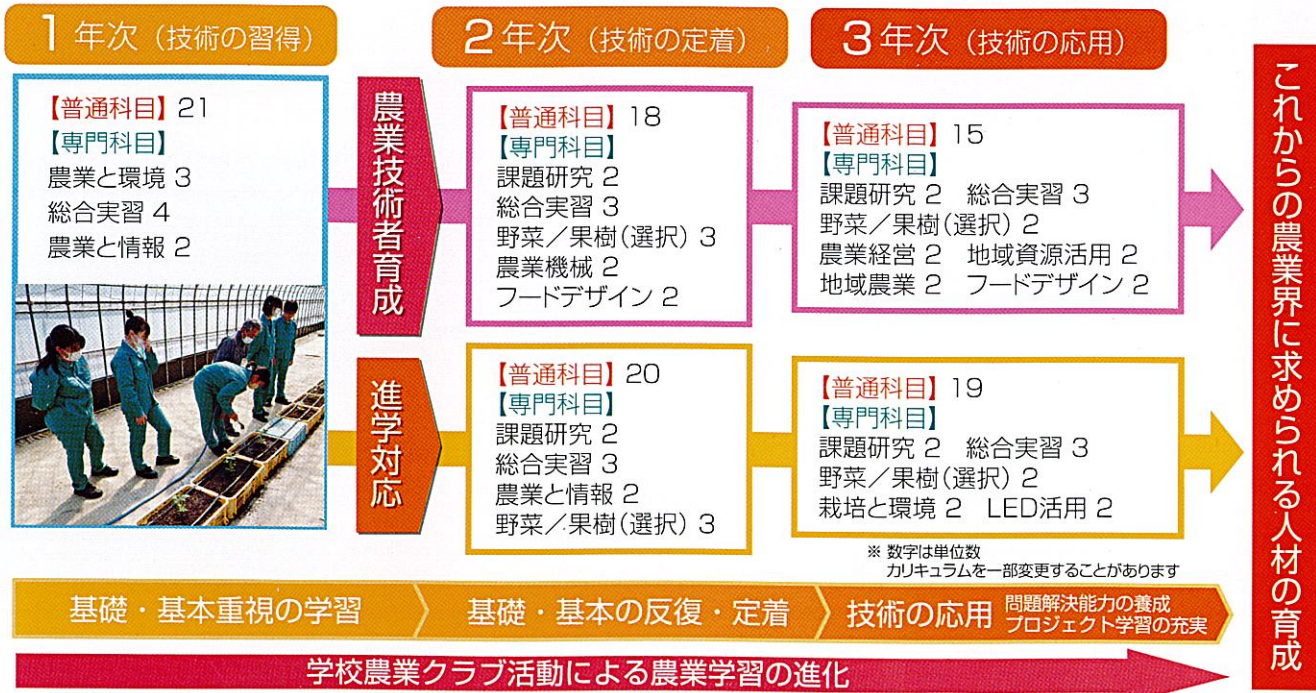 1年次（技術の習得）
2年次（技術の定着）
3年次（技術の応用）
【普通科目】21
【専門科目】
農業と環境 3
総合実習 4
農業と情報 2
農業技術者育成
【普通科目】18
【専門科目】
課題研究 2
総合実習 3
野菜／果樹（選択）3
農業機械 2
フードデザイン 2
【普通科目】15
【専門科目】
課題研究 2　総合実習 3
野菜／果樹（選択）2
農業経営 2　地域資源活用 2
地域農業 2　フードデザイン 2
進学対応
【普通科目】20
【専門科目】
課題研究 2
総合実習 3
農業と情報 2
野菜／果樹（選択）3
【普通科目】19
【専門科目】
課題研究 2　総合実習 3
野菜／果樹（選択）2
栽培と環境 2　LED活用 2
※ 数字は単位数
カリキュラムを一部変更することがあります
基礎・基本重視の学習
基礎・基本の反復・定着
技術の応用
問題解決能力の養成
プロジェクト学習の充実
学校農業クラブ活動による農業学習の進化
これからの農業界に求められる人材の育成